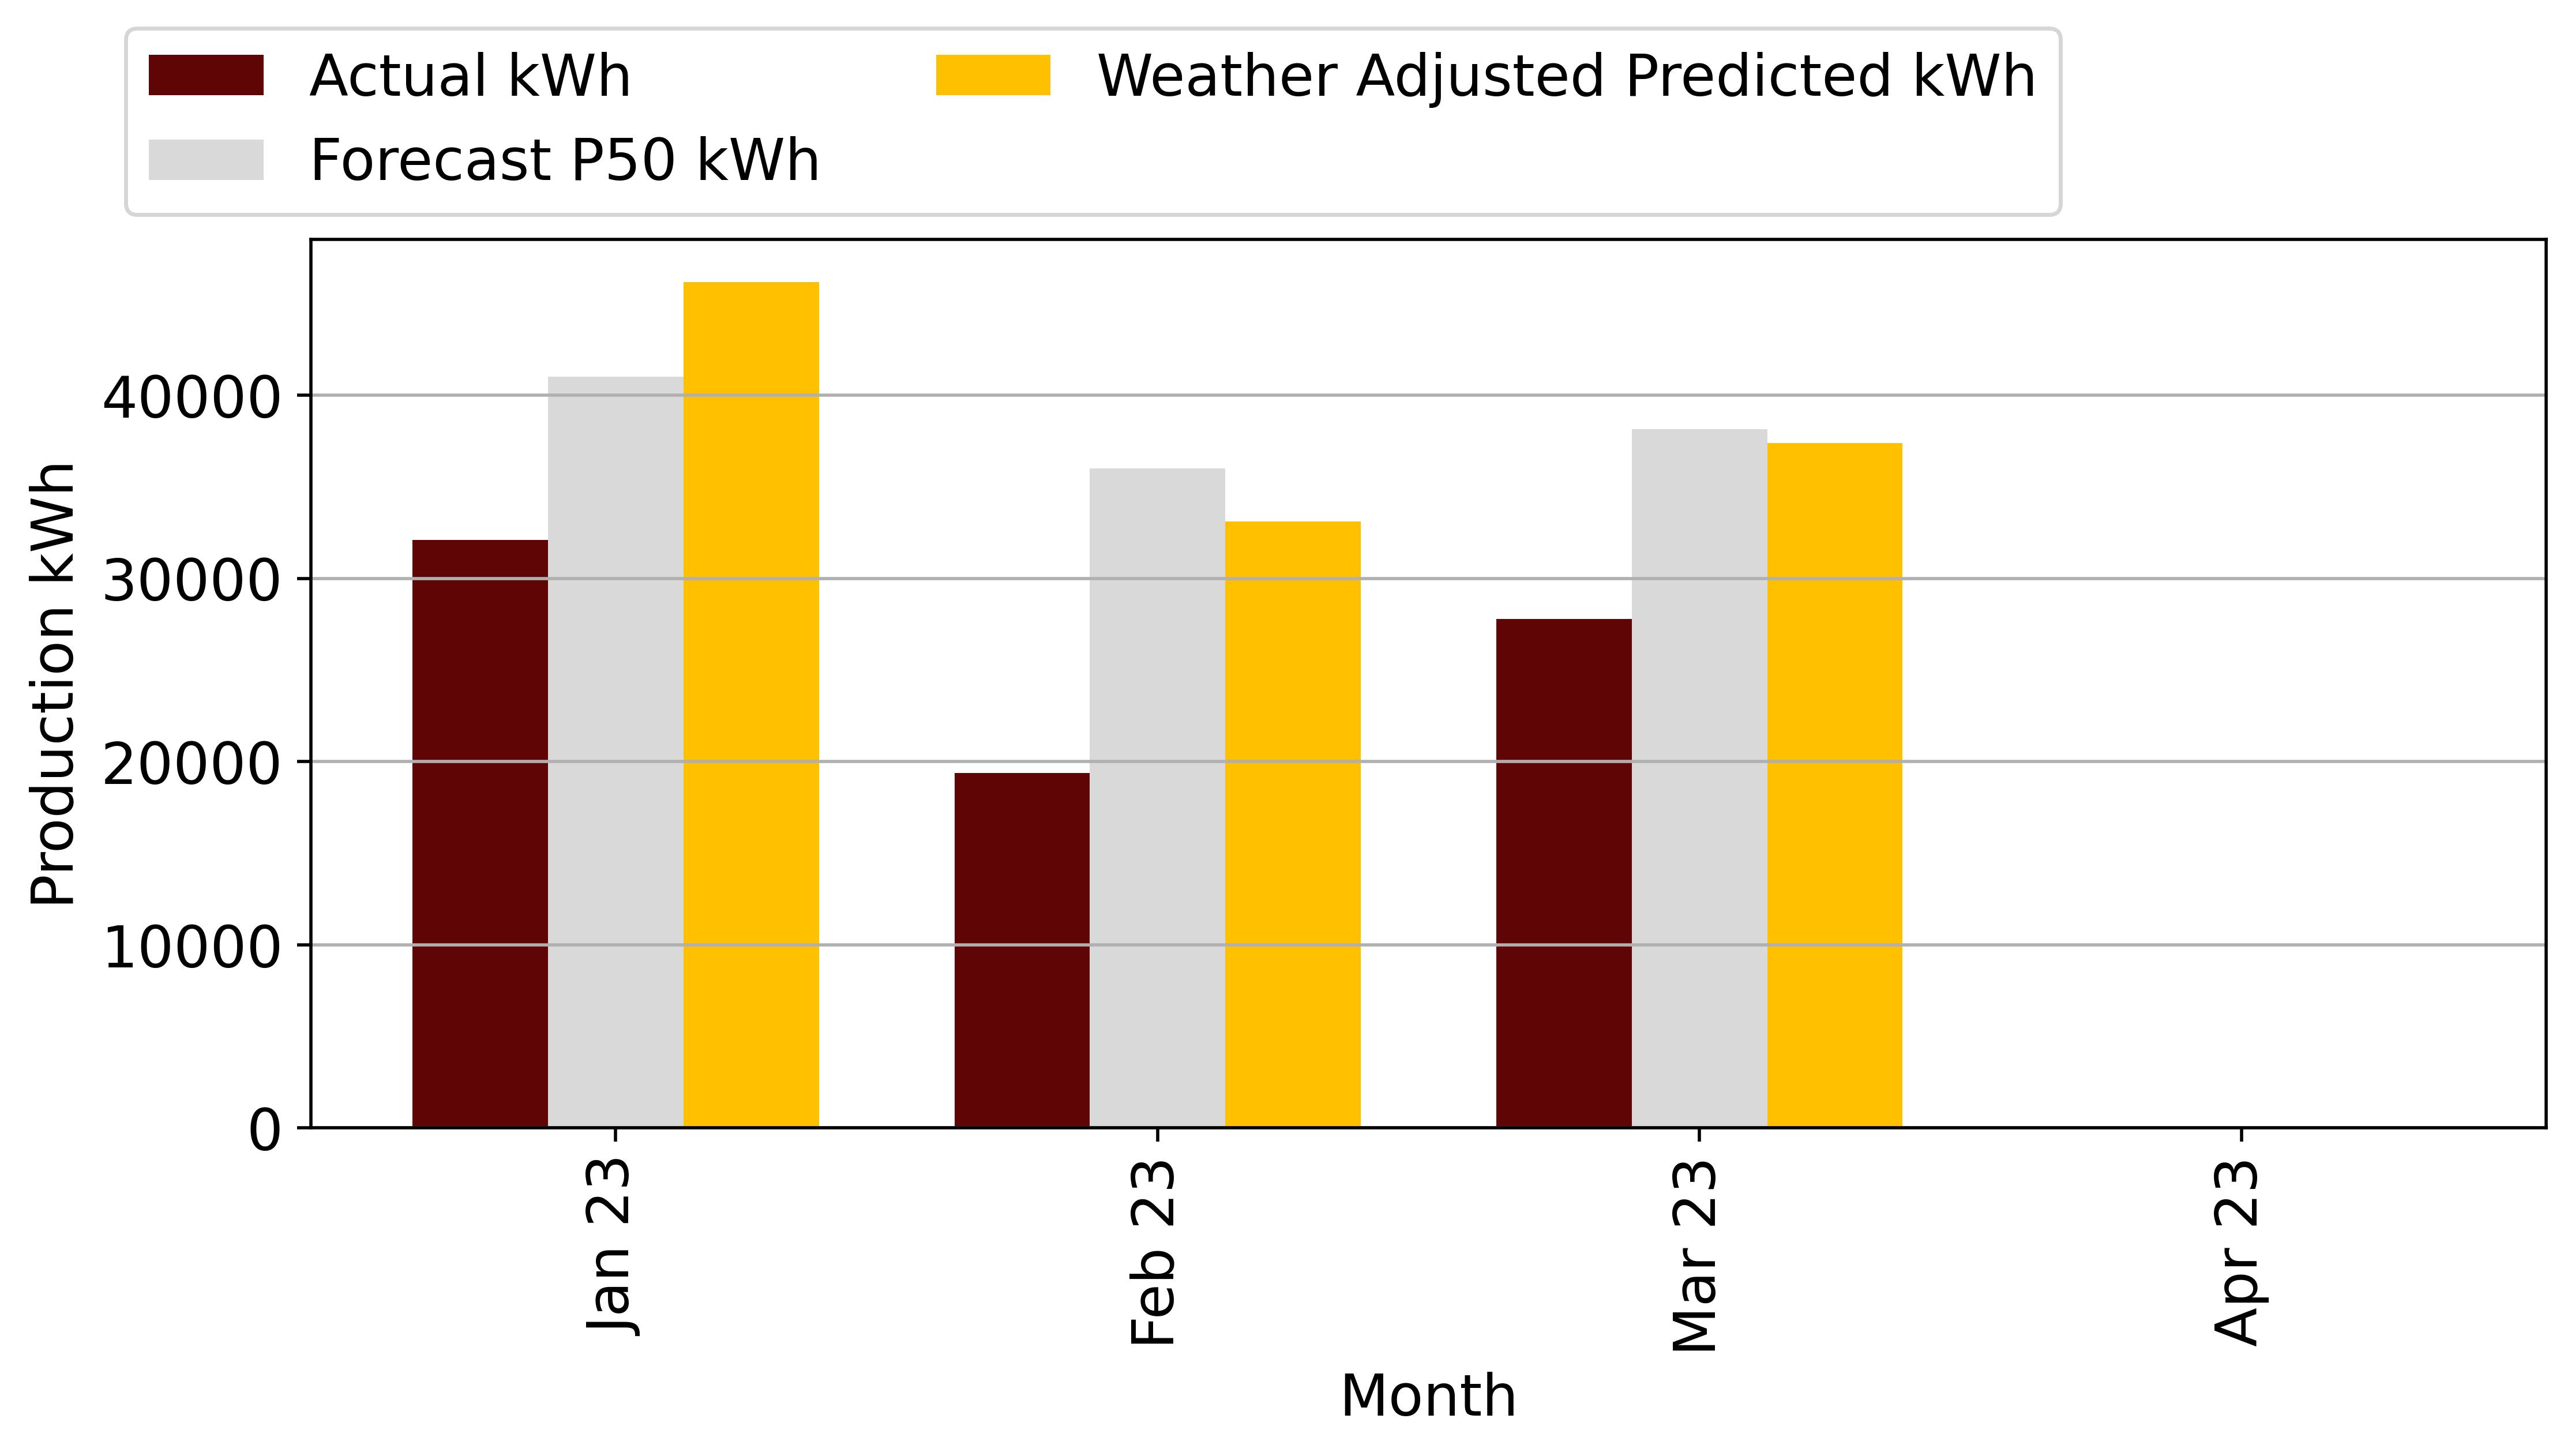 Actual kWh
Forecast P50 kWh
Weather Adjusted Predicted kWh
Production kWh
40000
30000
20000
10000
0
Jan 23
Feb 23
Mar 23
Apr 23
Month